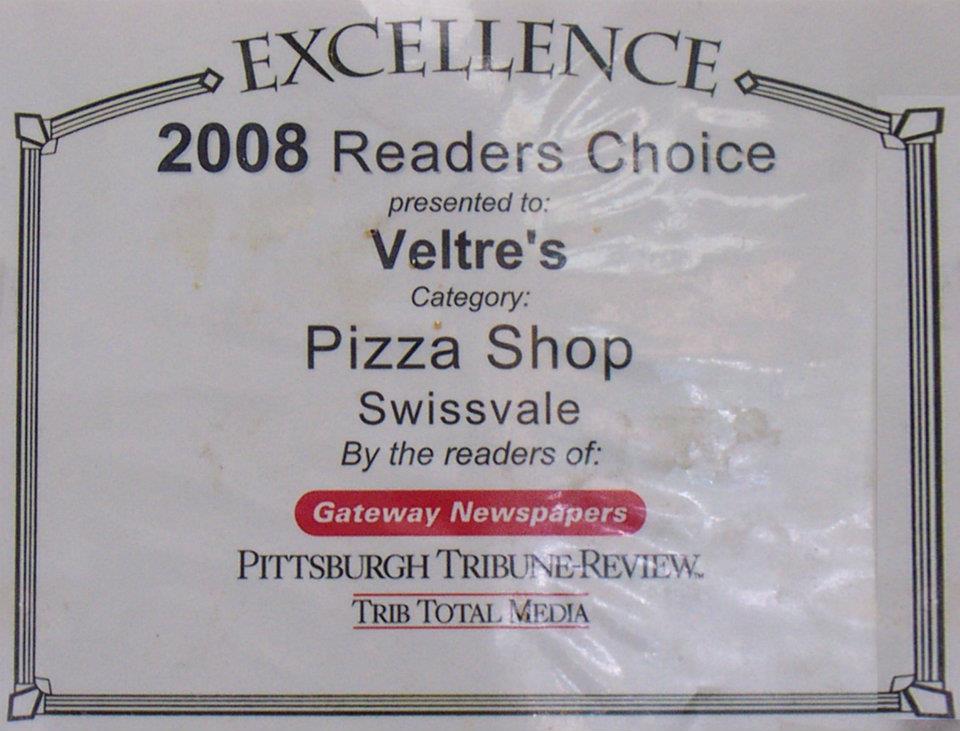 EXCELLENCE
2008 Readers Choice
presented to:
Veltre's
Category:
Pizza Shop
Swissvale
By the readers of:
Gateway Newspapers
PITTSBURGH TRIBUNE-REVIEW™
TRIB TOTAL MEDIA